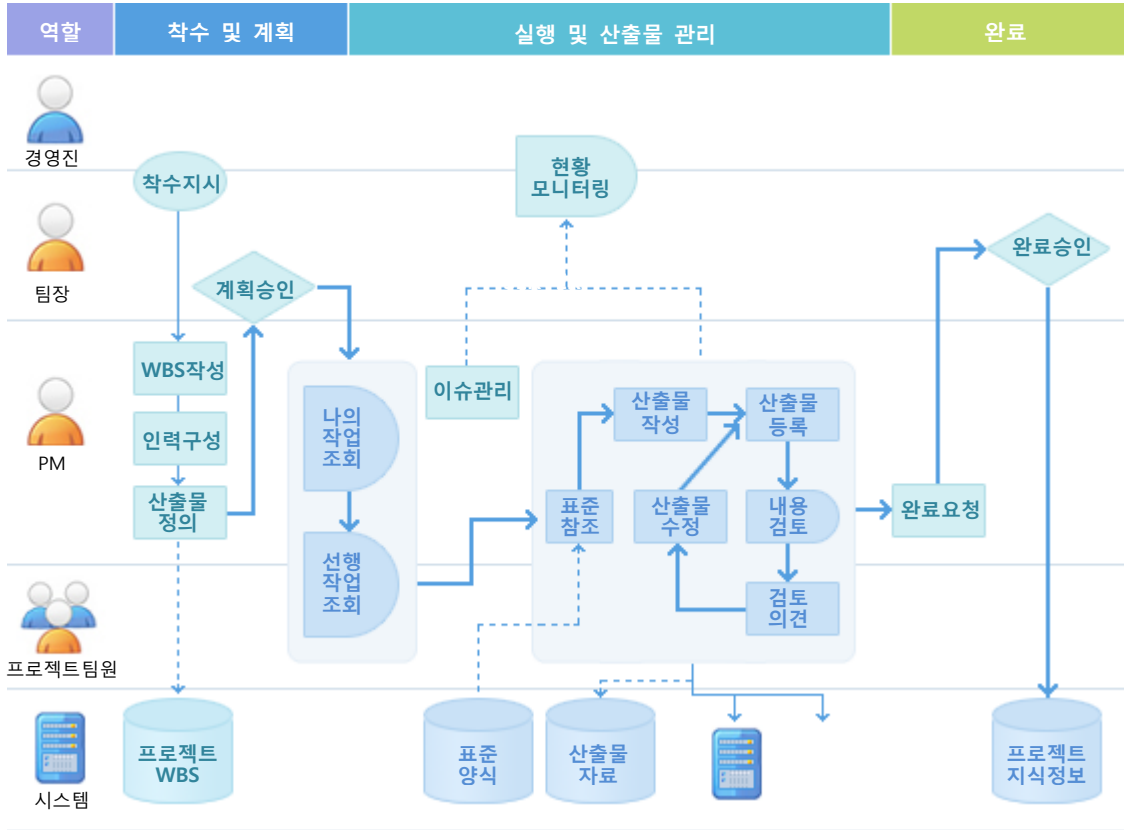 역할
착수 및 계획
실행 및 산출물 관리
완료
경영진
착수지시
현황
모니터링
팀장
계획승인
완료승인
PM
WBS작성
인력구성
산출물
정의
나의
작업
조회
선행
작업
조회
이슈관리
산출물
작성
산출물
등록
표준
참조
산출물
수정
내용
검토
검토
의견
완료요청
프로젝트팀원
시스템
프로젝트
WBS
표준
양식
산출물
자료
프로젝트
지식정보